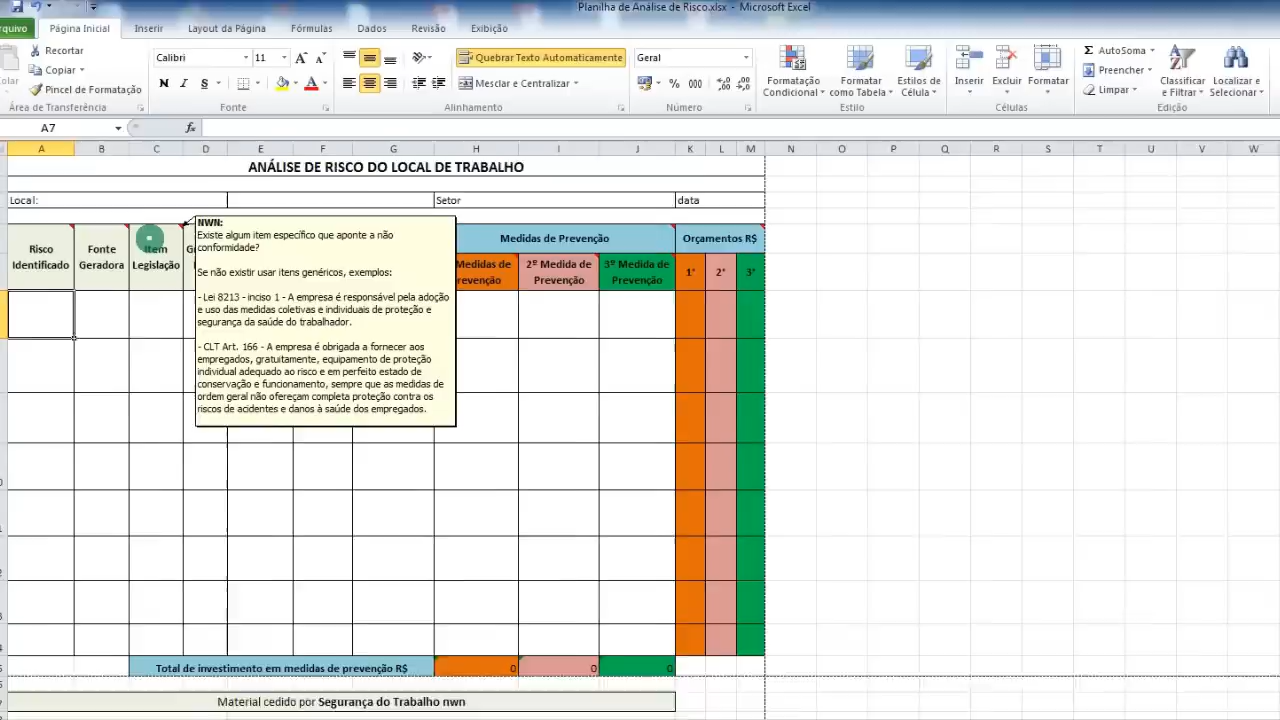 Planilha de Análise de Risco.xlsx - Microsoft Excel
Página Inicial Inserir Layout da Página Fórmulas Dados Revisão Exibição
Recortar
Copiar
Pincel de Formatação
Área de Transferência
Calibri 11
N I S
Fonte
Quebrar Texto Automaticamente
Mesclar e Centralizar
Alinhamento
Geral
% 000
Número
Formatação Condicional
Formatar como Tabela
Estilos de Célula
Estilo
Inserir Excluir Formatar
Células
AutoSoma
Preencher
Limpar
Classificar e Filtrar
Localizar e Selecionar
Edição
A7 fx
A B C D E F G H I J K L M N O P Q R S T U V W
ANÁLISE DE RISCO DO LOCAL DE TRABALHO
Local: Setor data
Risco Identificado
Fonte Geradora
Item Legislação
NWN:
Existe algum item específico que aponte a não
conformidade?
Se não existir usar itens genéricos, exemplos:
- Lei 8213 - inciso 1 - A empresa é responsável pela adoção
e uso das medidas coletivas e individuais de proteção e
segurança da saúde do trabalhador.
- CLT Art. 166 - A empresa é obrigada a fornecer aos
empregados, gratuitamente, equipamento de proteção
individual adequado ao risco e em perfeito estado de
conservação e funcionamento, sempre que as medidas de
ordem geral não ofereçam completa proteção contra os
riscos de acidentes e danos à saúde dos empregados.
Medidas de Prevenção Orçamentos R$
Medidas de
2º Medida de Prevenção
3º Medida de Prevenção
1° 2° 3°
Total de investimento em medidas de prevenção R$ 0 0 0
Material cedido por Segurança do Trabalho nwn